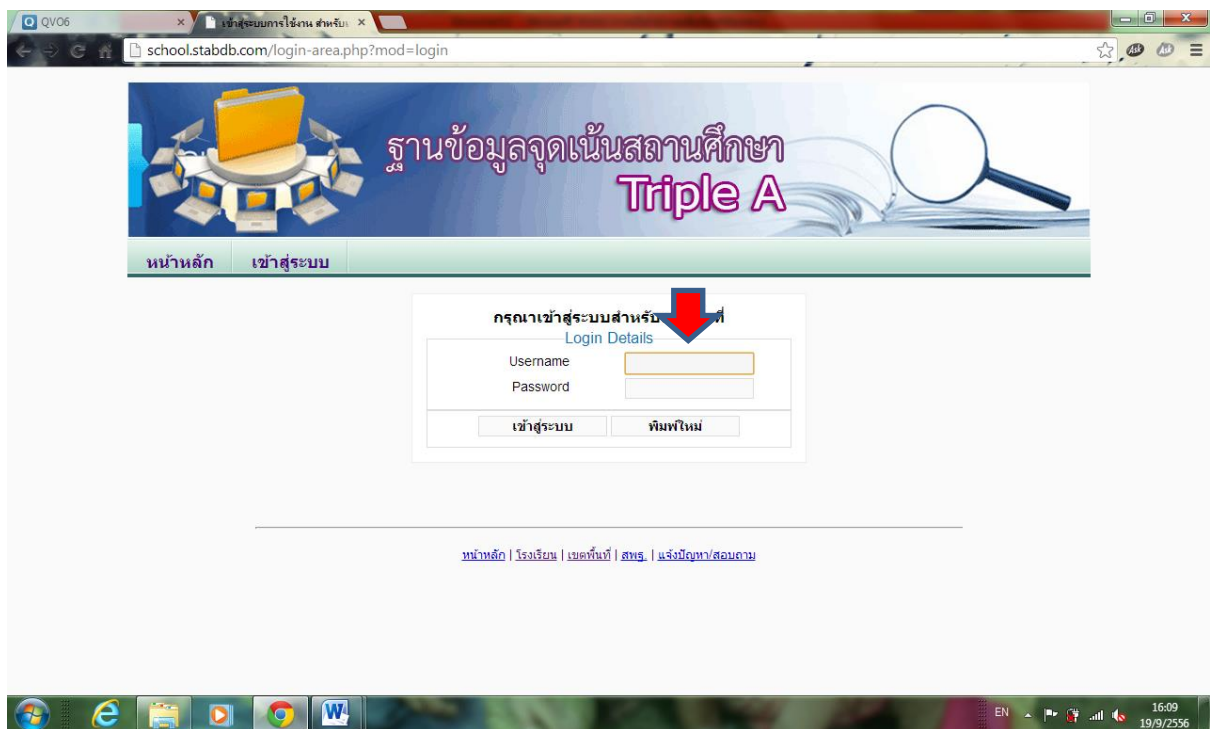 QVO6
เข้าสู่ระบบการใช้งาน สำหรับ
school.stabdb.com/login-area.php?mod=login
ฐานข้อมูลจุดเน้นสถานศึกษา
Triple A
หน้าหลัก เข้าสู่ระบบ
กรุณาเข้าสู่ระบบสำหรับ ที่
Login Details
Username
Password
เข้าสู่ระบบ พิมพ์ใหม่
หน้าหลัก | โรงเรียน | เขตพื้นที่ | สพฐ. | แจ้งปัญหา/สอบถาม
EN 16:09
19/9/2556